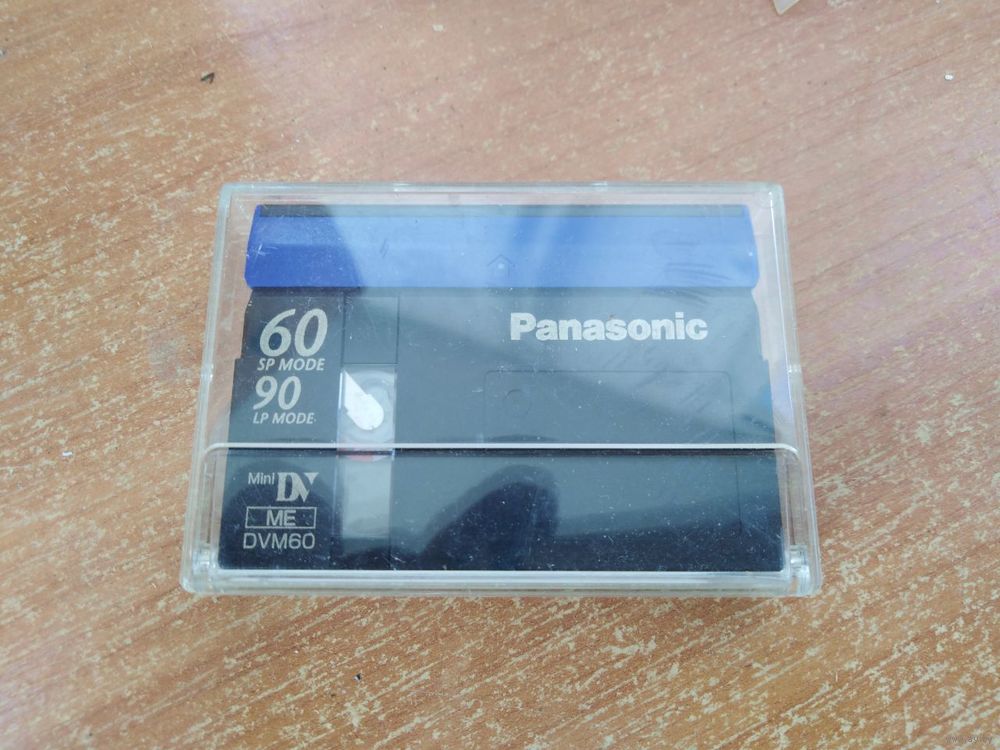 Panasonic
60
SP MODE
90
LP MODE
Mini DV
ME
DVM60